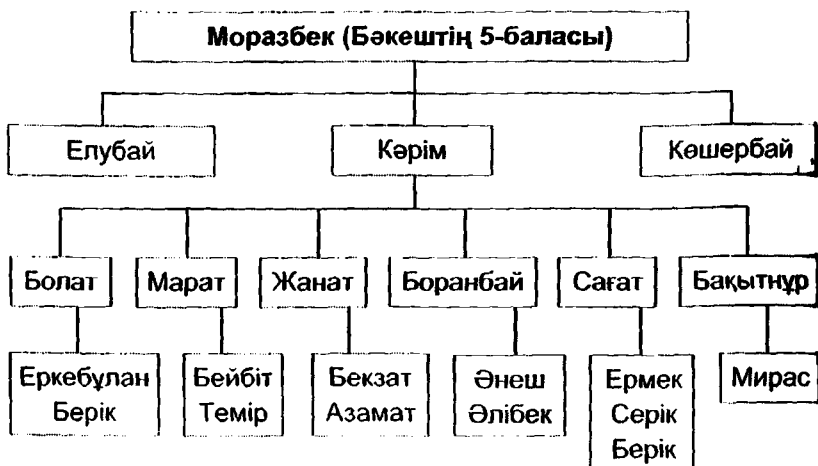 Моразбек (Бәкештің 5-баласы)
Елубай
Кәрім
Көшербай
Болат
Марат
Жанат
Боранбай
Сағат
Бақытнұр
Еркебұлан
Берік
Бейбіт
Темір
Бекзат
Азамат
Әнеш
Әлібек
Ермек
Серік
Берік
Мирас